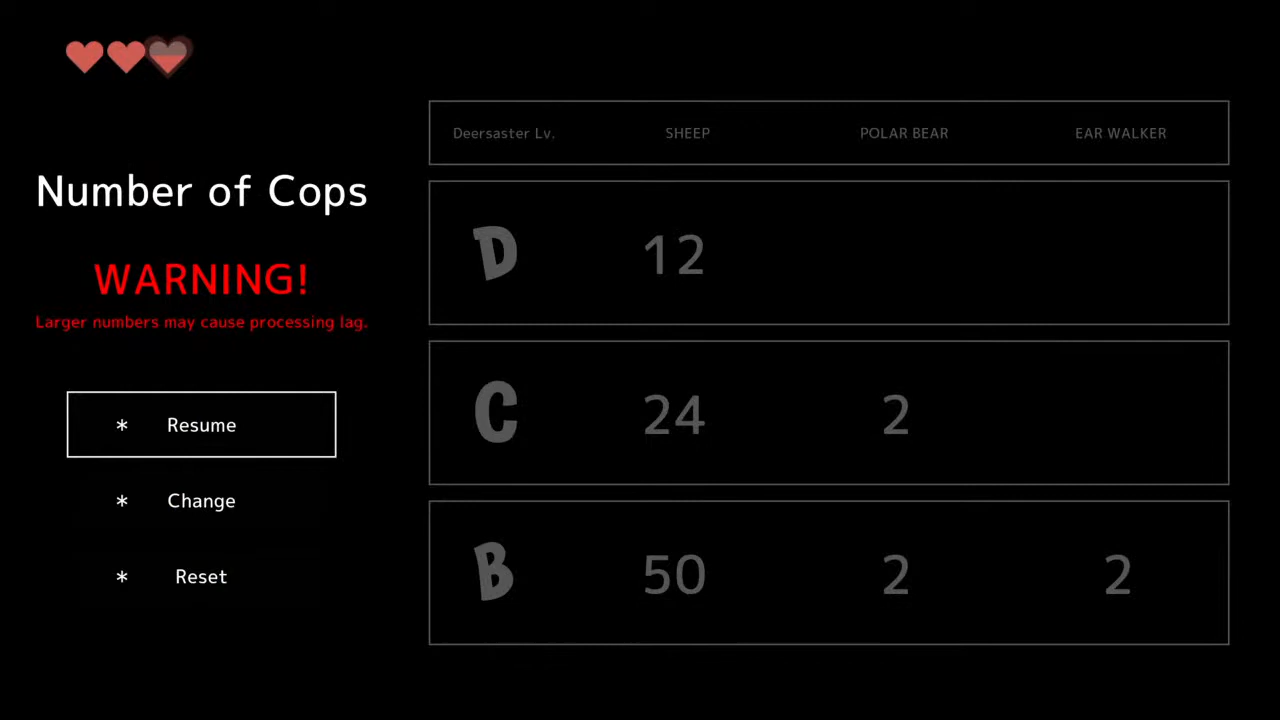 Number of Cops
WARNING!
Larger numbers may cause processing lag.
* Resume
* Change
* Reset
Deersaster Lv. SHEEP POLAR BEAR EAR WALKER
D 12
C 24 2
B 50 2 2